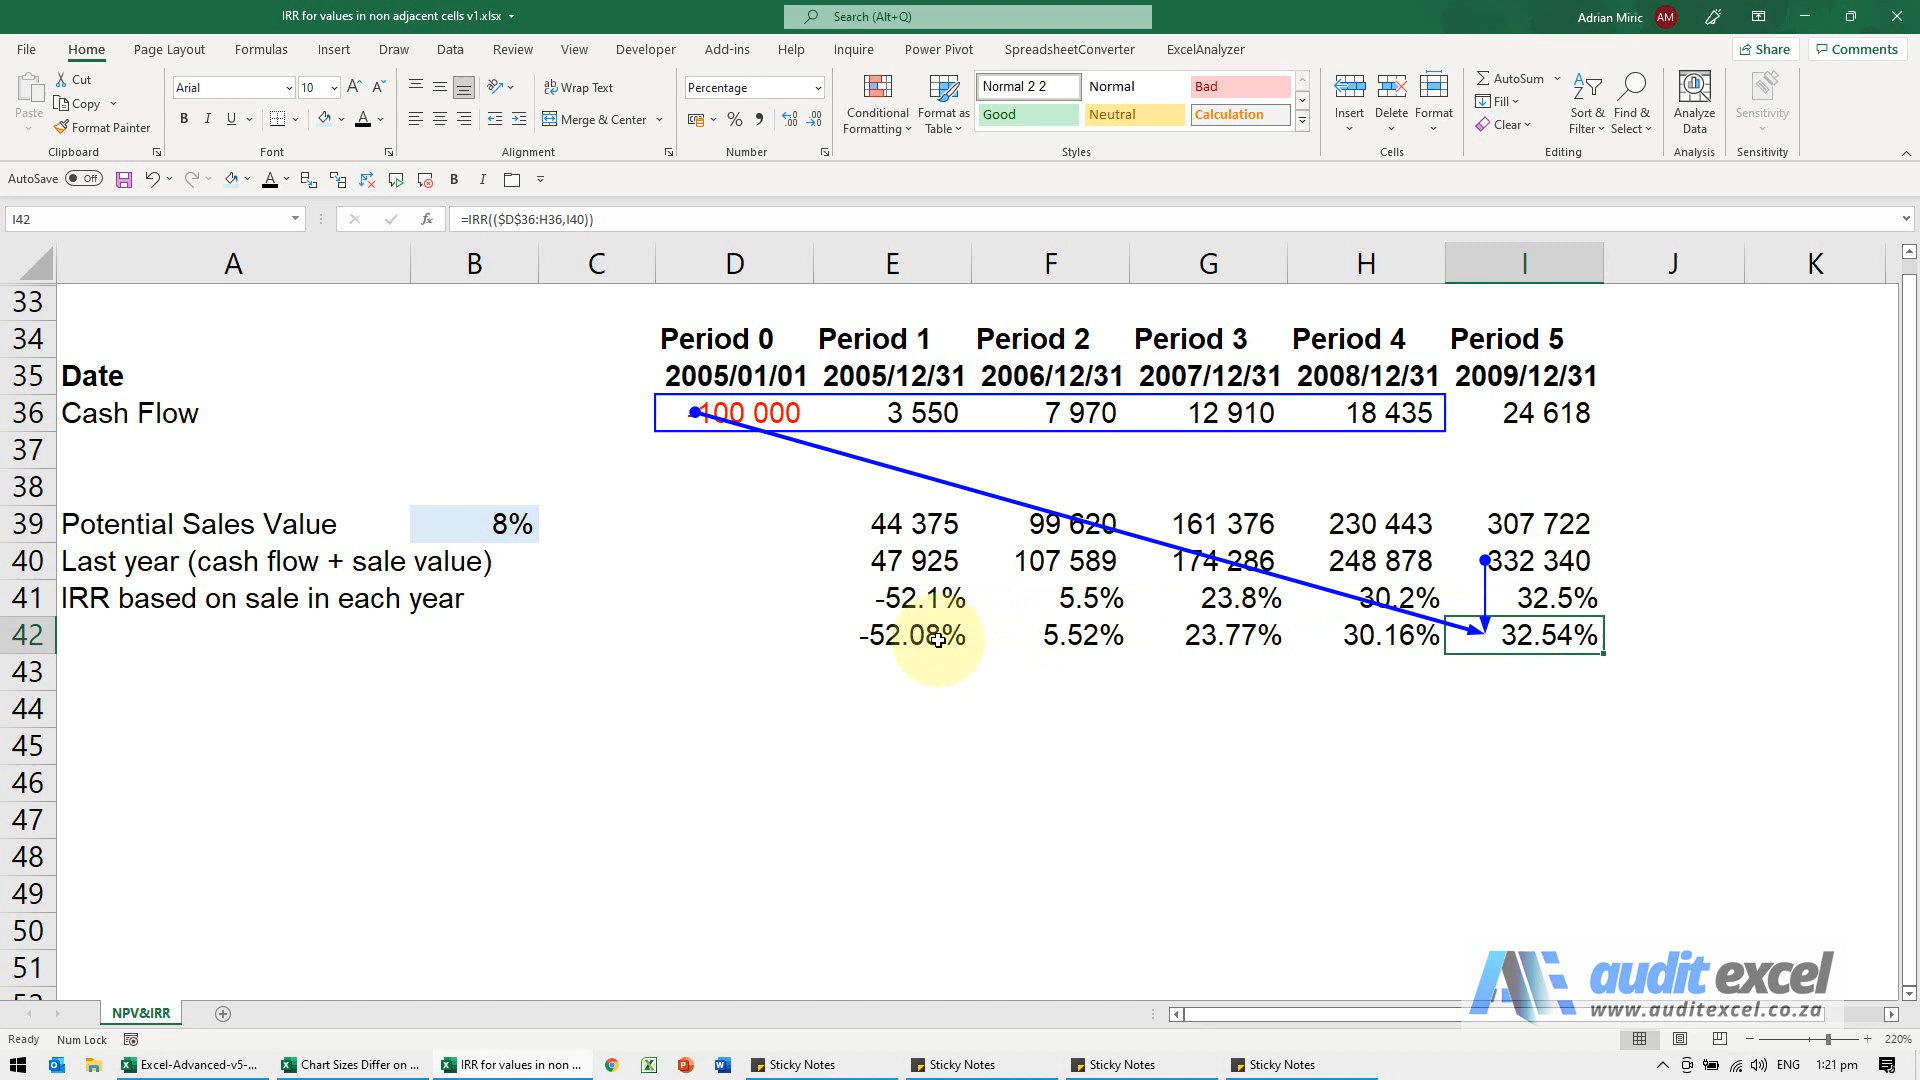 IRR for values in non adjacent cells v1.xlsx
Search (Alt+Q)
Adrian Miric AM
File Home Page Layout Formulas Insert Draw Data Review View Developer Add-ins Help Inquire Power Pivot SpreadsheetConverter ExcelAnalyzer Share Comments
Paste Cut Copy Format Painter Clipboard
Arial 10 B I U Font
Wrap Text Merge & Center Alignment
Percentage % Number
Conditional Formatting Format as Table
Normal 2 2 Normal Bad
Good Neutral Calculation
Styles
Insert Delete Format Cells
AutoSum Fill Clear Sort & Filter Find & Select Editing
Analyze Data Analysis
Sensitivity Sensitivity
AutoSave Off B I
I42 fx =IRR(($D$36:H36,I40))
A B C D E F G H I J K
33
34 Period 0 Period 1 Period 2 Period 3 Period 4 Period 5
35 Date 2005/01/01 2005/12/31 2006/12/31 2007/12/31 2008/12/31 2009/12/31
36 Cash Flow -100 000 3 550 7 970 12 910 18 435 24 618
37
38
39 Potential Sales Value 8% 44 375 99 620 161 376 230 443 307 722
40 Last year (cash flow + sale value) 47 925 107 589 174 286 248 878 332 340
41 IRR based on sale in each year -52.1% 5.5% 23.8% 30.2% 32.5%
42 -52.08% 5.52% 23.77% 30.16% 32.54%
43
44
45
46
47
48
49
50
51
audit excel
www.auditexcel.co.za
NPV&IRR
Ready Num Lock 220%
Excel-Advanced-v5-... Chart Sizes Differ on ... IRR for values in non ... Sticky Notes Sticky Notes Sticky Notes Sticky Notes ENG 1:21 pm